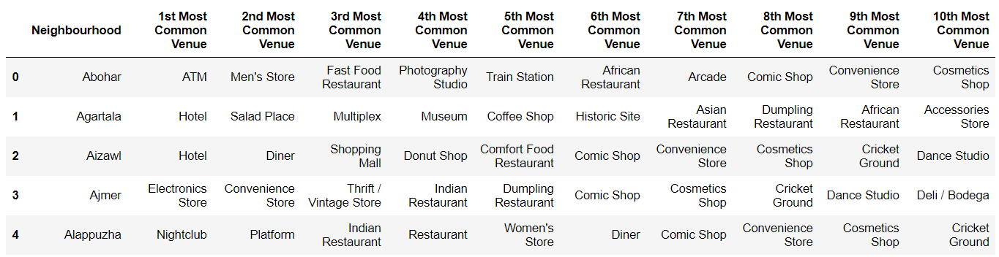 Neighbourhood 1st Most Common Venue 2nd Most Common Venue 3rd Most Common Venue 4th Most Common Venue 5th Most Common Venue 6th Most Common Venue 7th Most Common Venue 8th Most Common Venue 9th Most Common Venue 10th Most Common Venue
0 Abohar ATM Men's Store Fast Food Restaurant Photography Studio Train Station African Restaurant Arcade Comic Shop Convenience Store Cosmetics Shop
1 Agartala Hotel Salad Place Multiplex Museum Coffee Shop Historic Site Asian Restaurant Dumpling Restaurant African Restaurant Accessories Store
2 Aizawl Hotel Diner Shopping Mall Donut Shop Comfort Food Restaurant Comic Shop Convenience Store Cosmetics Shop Cricket Ground Dance Studio
3 Ajmer Electronics Store Convenience Store Thrift / Vintage Store Indian Restaurant Dumpling Restaurant Comic Shop Cosmetics Shop Cricket Ground Dance Studio Deli / Bodega
4 Alappuzha Nightclub Platform Indian Restaurant Restaurant Women's Store Diner Comic Shop Convenience Store Cosmetics Shop Cricket Ground